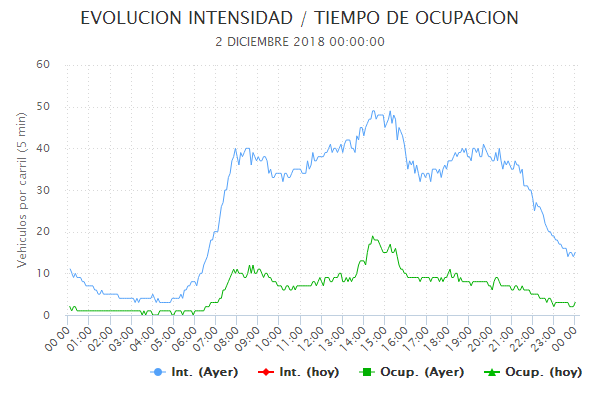 EVOLUCION INTENSIDAD / TIEMPO DE OCUPACION
2 DICIEMBRE 2018 00:00:00
Vehiculos por carril (5 min)
60
50
40
30
20
10
0
00:00 01:00 02:00 03:00 04:00 05:00 06:00 07:00 08:00 09:00 10:00 11:00 12:00 13:00 14:00 15:00 16:00 17:00 18:00 19:00 20:00 21:00 22:00 23:00 00:00
Int. (Ayer) Int. (hoy) Ocup. (Ayer) Ocup. (hoy)